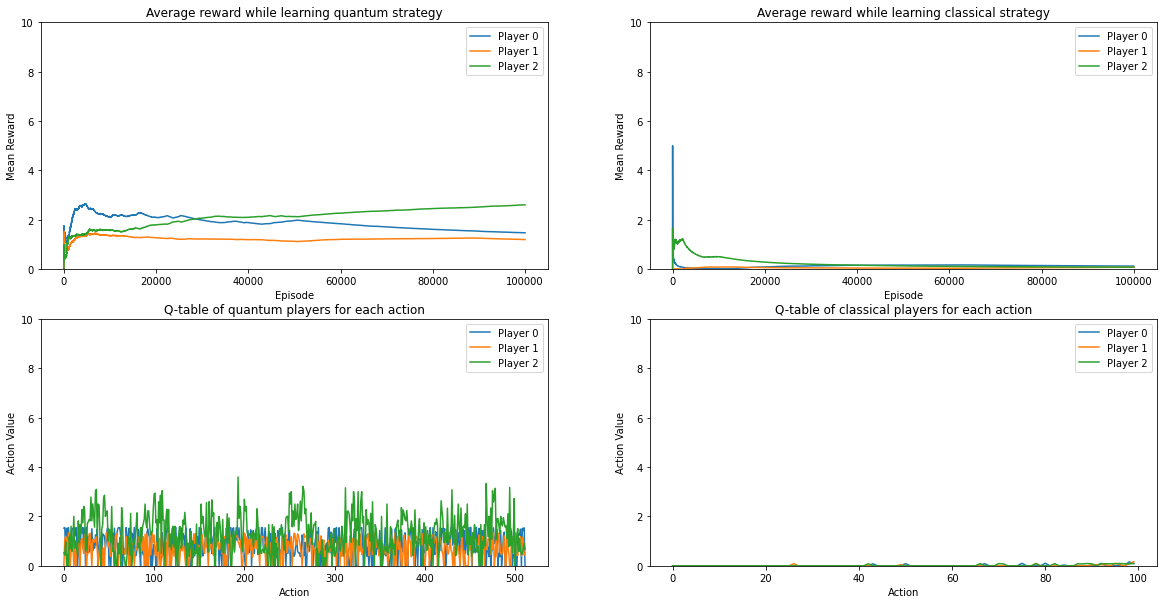 Average reward while learning quantum strategy
10
8
6
4
2
0
Mean Reward
Player 0
Player 1
Player 2
0 20000 40000 60000 80000 100000
Episode
Average reward while learning classical strategy
10
8
6
4
2
0
Mean Reward
Player 0
Player 1
Player 2
0 20000 40000 60000 80000 100000
Episode
Q-table of quantum players for each action
10
8
6
4
2
0
Action Value
Player 0
Player 1
Player 2
0 100 200 300 400 500
Action
Q-table of classical players for each action
10
8
6
4
2
0
Action Value
Player 0
Player 1
Player 2
0 20 40 60 80 100
Action